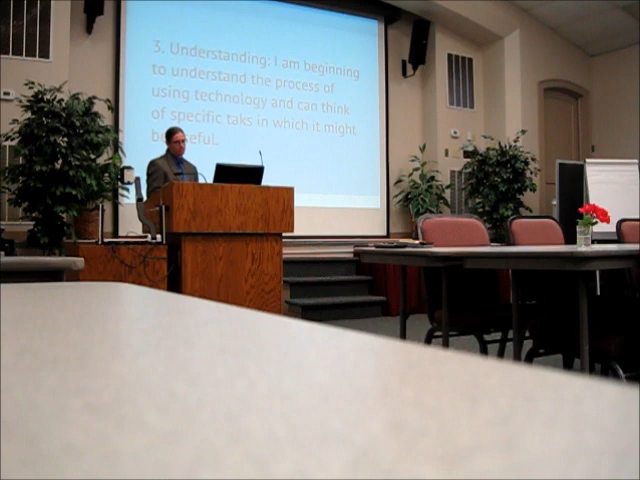 3. Understanding: I am beginning
to understand the process of
using technology and can think
of specific taks in which it might
be useful.